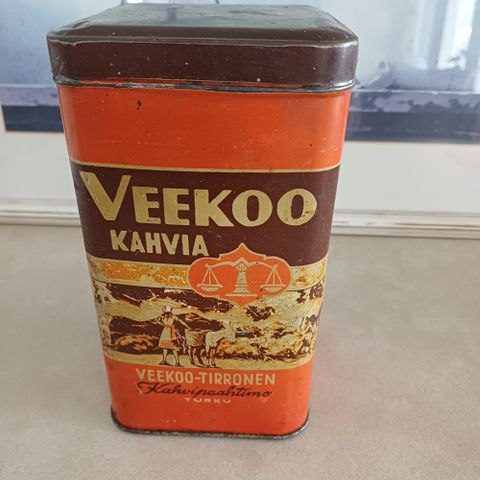 VEEKOO
KAHVIA
VEEKOO-TIRRONEN
Kahvipaahtimo
TURKU